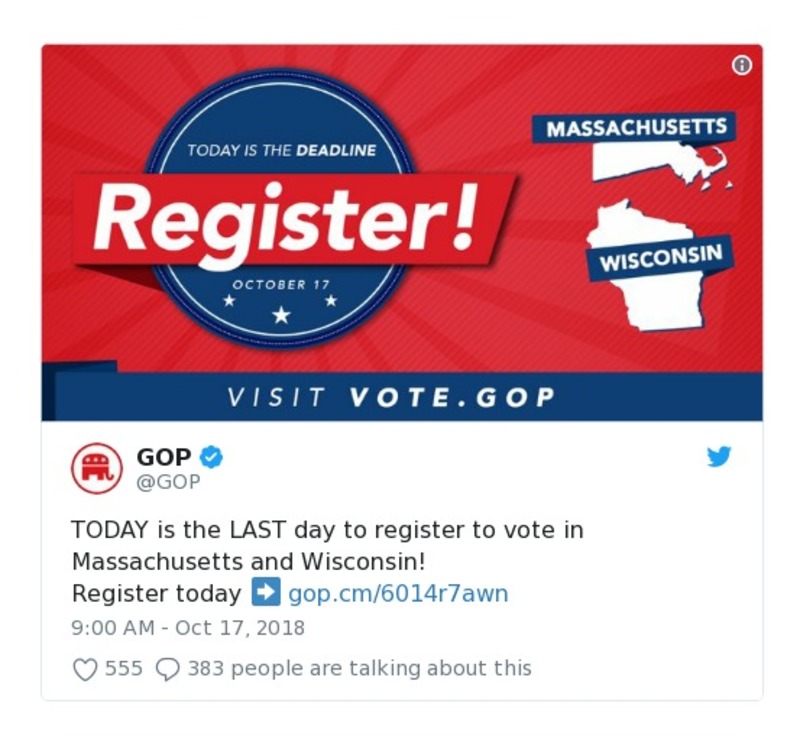 TODAY IS THE DEADLINE
Register!
OCTOBER 17
MASSACHUSETTS
WISCONSIN
VISIT VOTE.GOP
GOP
@GOP
TODAY is the LAST day to register to vote in
Massachusetts and Wisconsin!
Register today ➡ gop.cm/6014r7awn
9:00 AM - Oct 17, 2018
555 383 people are talking about this